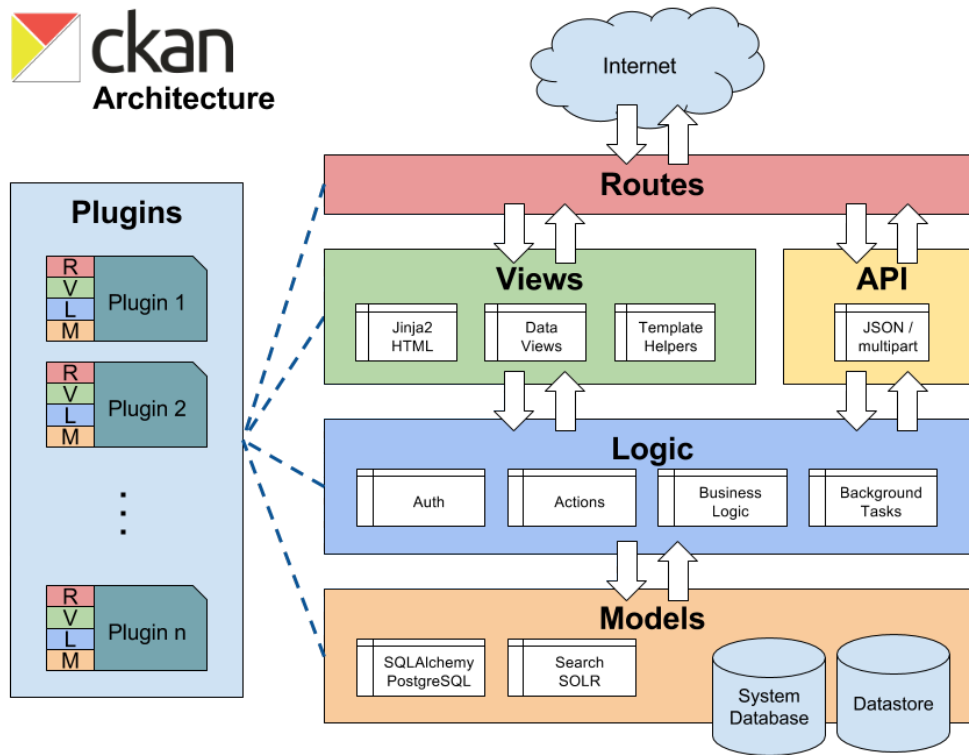 ckan
Architecture
Internet
Routes
Plugins
R
V
L
M
Plugin 1
R
V
L
M
Plugin 2
R
V
L
M
Plugin n
Views
Jinja2
HTML
Data
Views
Template
Helpers
API
JSON /
multipart
Logic
Auth
Actions
Business
Logic
Background
Tasks
Models
SQLAlchemy
PostgreSQL
Search
SOLR
System
Database
Datastore